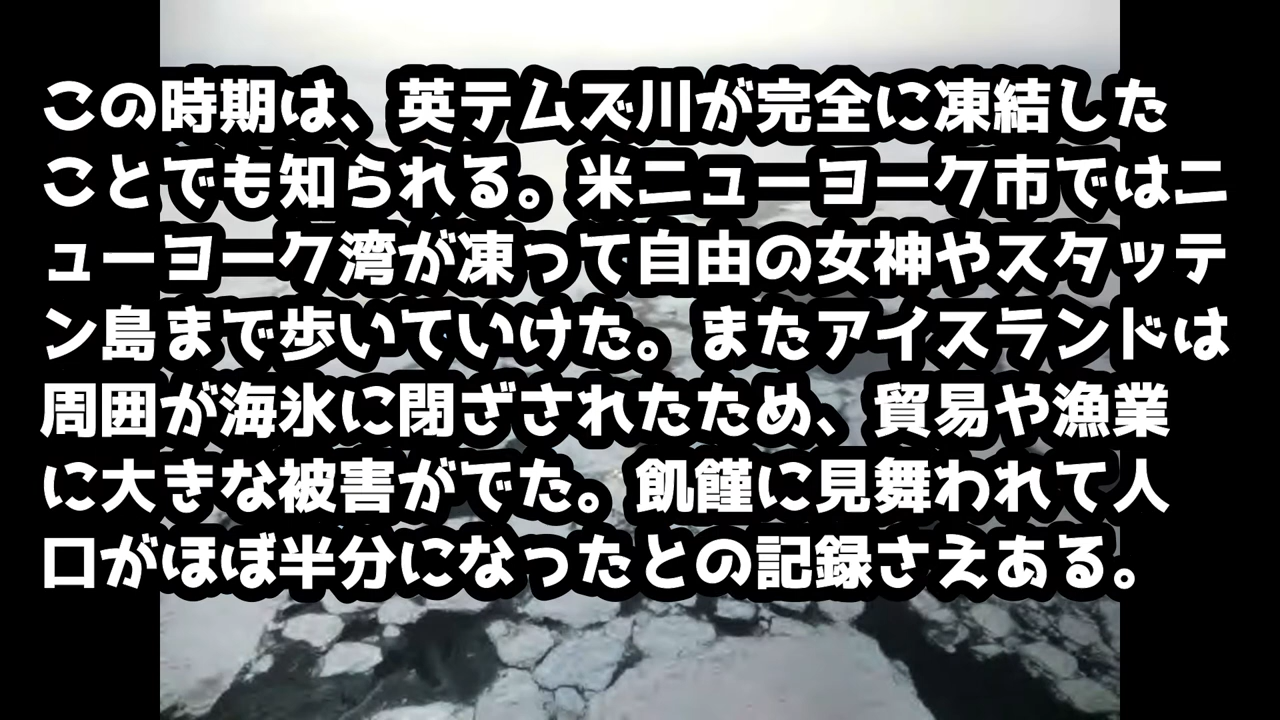 この時期は、英テムズ川が完全に凍結した
ことでも知られる。米ニューヨーク市ではニ
ューヨーク湾が凍って自由の女神やスタッテ
ン島まで歩いていけた。またアイスランドは
周囲が海氷に閉ざされたため、貿易や漁業
に大きな被害がでた。飢饉に見舞われて人
口がほぼ半分になったとの記録さえある。